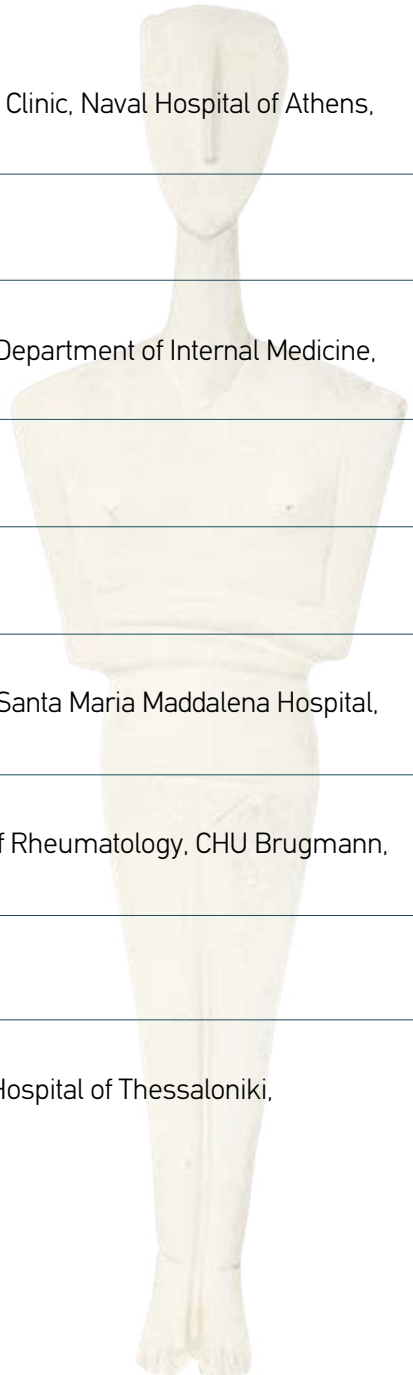 Clinic, Naval Hospital of Athens,
Department of Internal Medicine,
Santa Maria Maddalena Hospital,
f Rheumatology, CHU Brugmann,
Hospital of Thessaloniki,